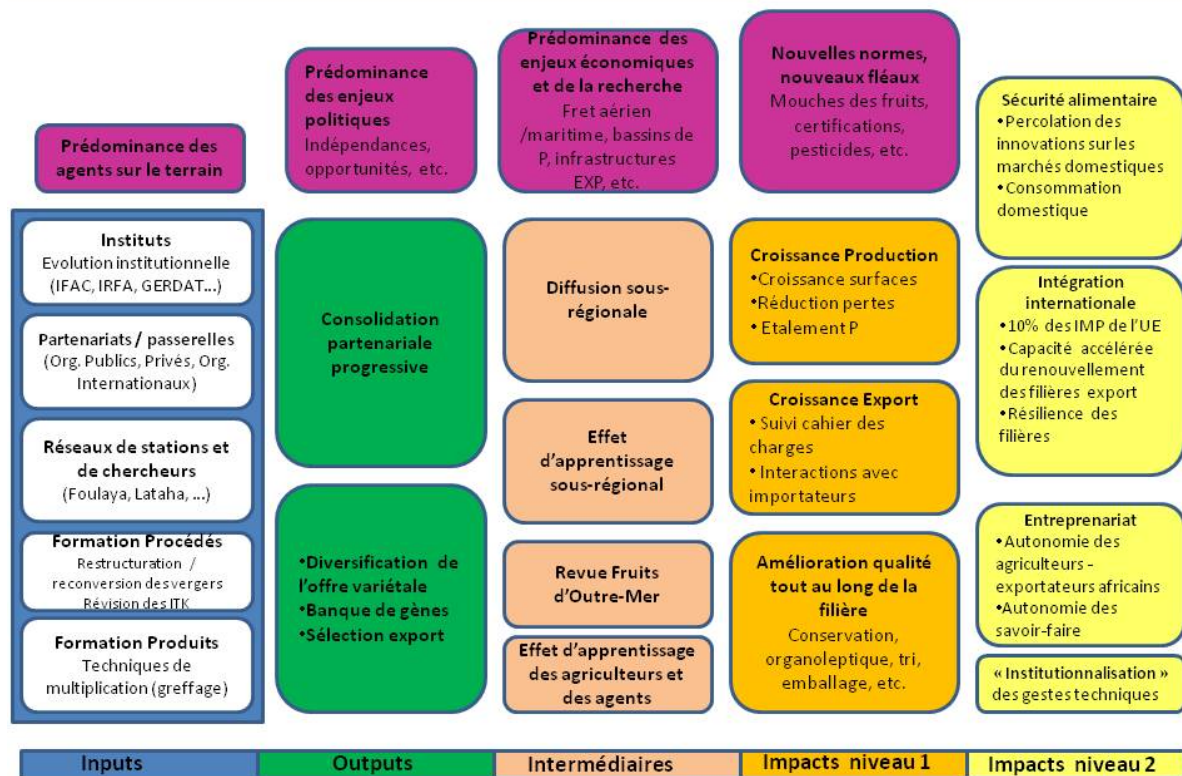 Prédominance des
agents sur le terrain
Instituts
Evolution institutionnelle
(IFAC, IRFA, GERDAT...)
Partenariats / passerelles
(Org. Publics, Privés, Org.
Internationaux)
Réseaux de stations et
de chercheurs
(Foulaya, Lataha, ...)
Formation Procédés
Restructuration /
reconversion des vergers
Révision des ITK
Formation Produits
Techniques de
multiplication (greffage)
Inputs
Prédominance
des enjeux
politiques
Indépendances,
opportunités, etc.
Consolidation
partenariale
progressive
•Diversification de
l'offre variétale
•Banque de gènes
•Sélection export
Outputs
Prédominance des
enjeux économiques
et de la recherche
Fret aérien
/maritime, bassins de
P, infrastructures
EXP, etc.
Diffusion sous-
régionale
Effet
d'apprentissage
sous-régional
Revue Fruits
d'Outre-Mer
Effet d'apprentissage
des agriculteurs et
des agents
Intermédiaires
Nouvelles normes,
nouveaux fléaux
Mouches des fruits,
certifications,
pesticides, etc.
Croissance Production
•Croissance surfaces
•Réduction pertes
• Etalement P
Croissance Export
• Suivi cahier des
charges
• Interactions avec
importateurs
Amélioration qualité
tout au long de la
filière
Conservation,
organoleptique, tri,
emballage, etc.
Impacts niveau 1
Sécurité alimentaire
•Percolation des
innovations sur les
marchés domestiques
•Consommation
domestique
Intégration
internationale
• 10% des IMP de l'UE
• Capacité accélérée
du renouvellement
des filières export
• Résilience des
filières
Entreprenariat
•Autonomie des
agriculteurs -
exportateurs africains
•Autonomie des
savoir-faire
« Institutionnalisation »
des gestes techniques
Impacts niveau 2